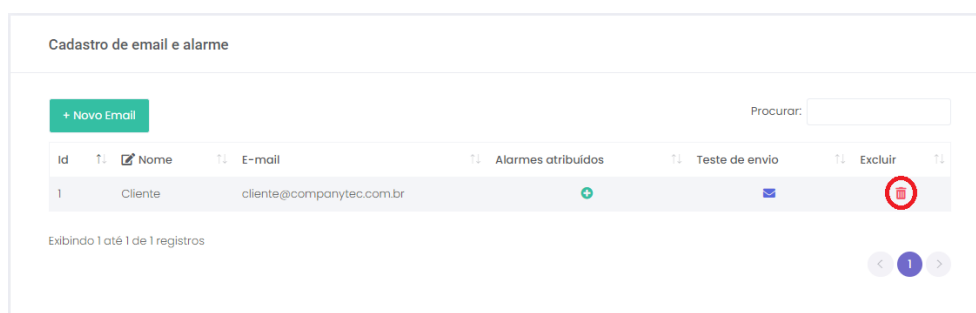 Cadastro de email e alarme
+ Novo Email
Procurar:
Id Nome E-mail Alarmes atribuídos Teste de envio Excluir
1 Cliente cliente@companytec.com.br
Exibindo 1 até 1 de 1 registros
< 1 >